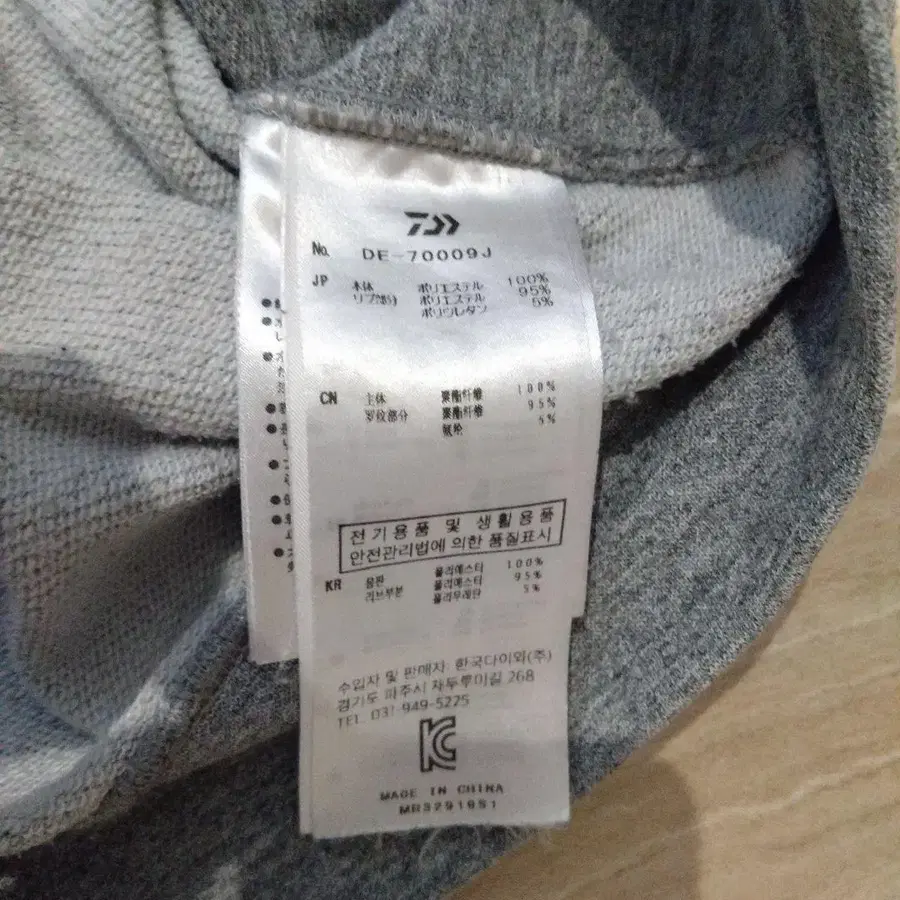 No. DE-70009J
JP 本体 ポリエステル 100%
リブ部分 ポリエステル 95%
ポリウレタン 5%
CN 主体 聚酯纤维 100%
罗纹部分 聚酯纤维 95%
氨纶 5%
전기용품 및 생활용품
안전관리법에 의한 품질표시
KR 몸판 폴리에스터 100%
리브부분 폴리에스터 95%
폴리우레탄 5%
수입자 및 판매자: 한국다이와(주)
경기도 파주시 재두루미길 268
TEL. 031-949-5225
MADE IN CHINA
MR32919S1